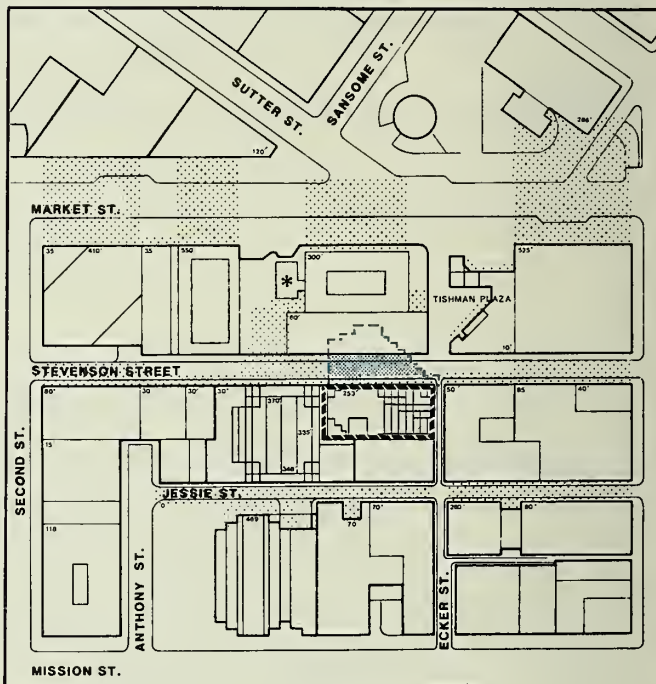 SUTTER ST.
SANSOME ST.
286'
120'
MARKET ST.
35 410' 35 550
300'
*
525'
TISHMAN PLAZA
60'
10'
STEVENSON STREET
80' 30 30' 30'
370'
335'
348'
253'
50' 85 40'
15'
SECOND ST.
JESSIE ST.
0
118
469
70
70'
260' 80'
ANTHONY ST.
ECKER ST.
MISSION ST.